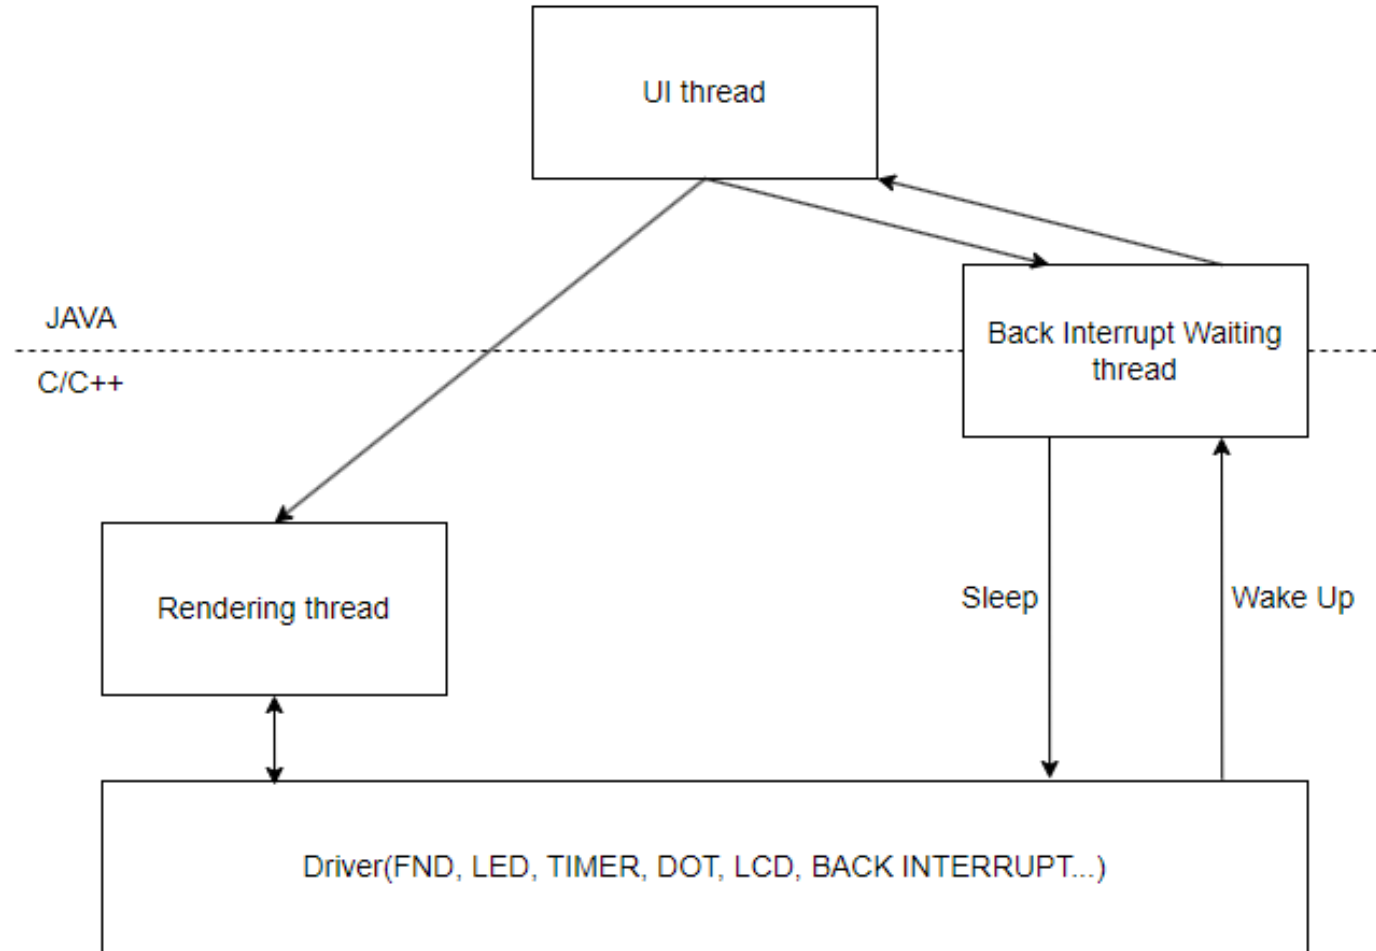 UI thread
JAVA
C/C++
Back Interrupt Waiting
thread
Rendering thread
Sleep
Wake Up
Driver(FND, LED, TIMER, DOT, LCD, BACK INTERRUPT...)